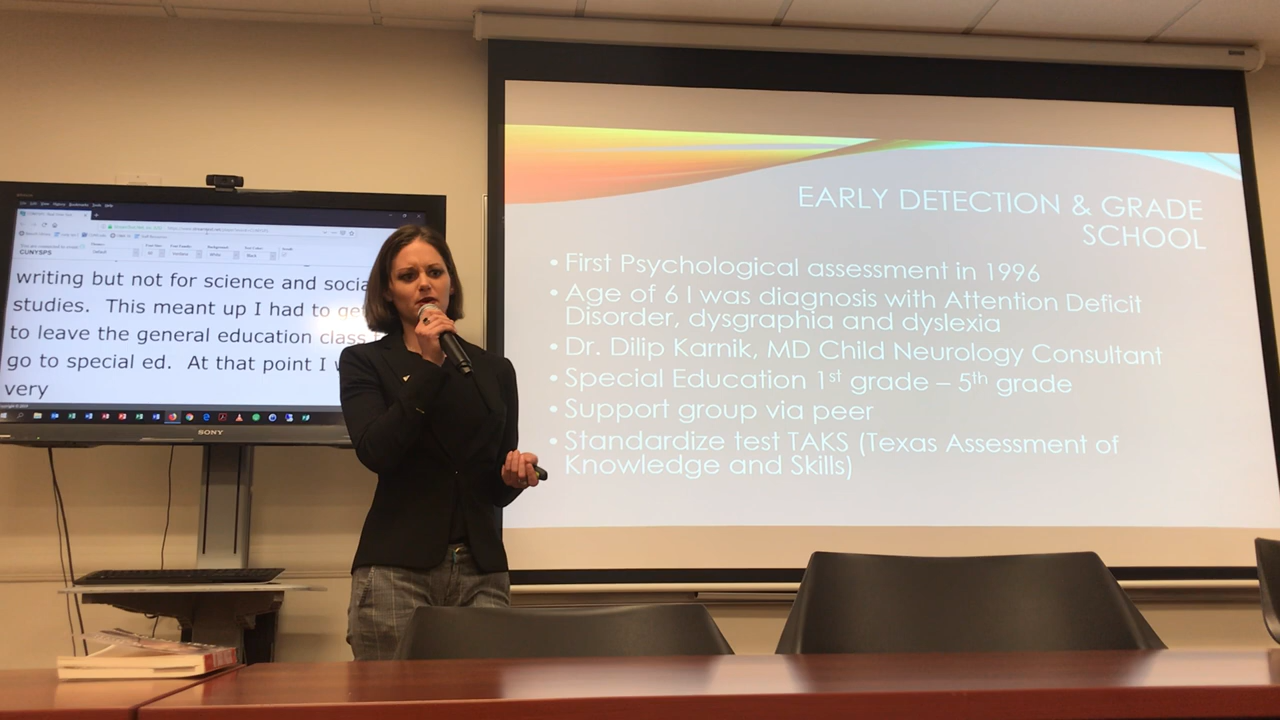 CUNYSPS
writing but not for science and socia
studies.  This meant up I had to get
to leave the general education class
go to special ed.  At that point I w
very
SONY
EARLY DETECTION & GRADE
SCHOOL
• First Psychological assessment in 1996
• Age of 6 I was diagnosis with Attention Deficit
Disorder, dysgraphia and dyslexia
• Dr. Dilip Karnik, MD Child Neurology Consultant
• Special Education 1st grade – 5th grade
• Support group via peer
• Standardize test TAKS (Texas Assessment of
Knowledge and Skills)